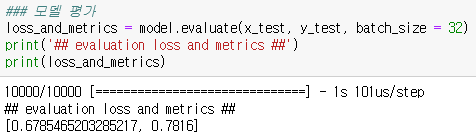 ### 모델 평가
loss_and_metrics = model.evaluate(x_test, y_test, batch_size = 32)
print('## evaluation loss and metrics ##')
print(loss_and_metrics)
10000/10000 [==============================] - 1s 101us/step
## evaluation loss and metrics ##
[0.6785465203285217, 0.7816]